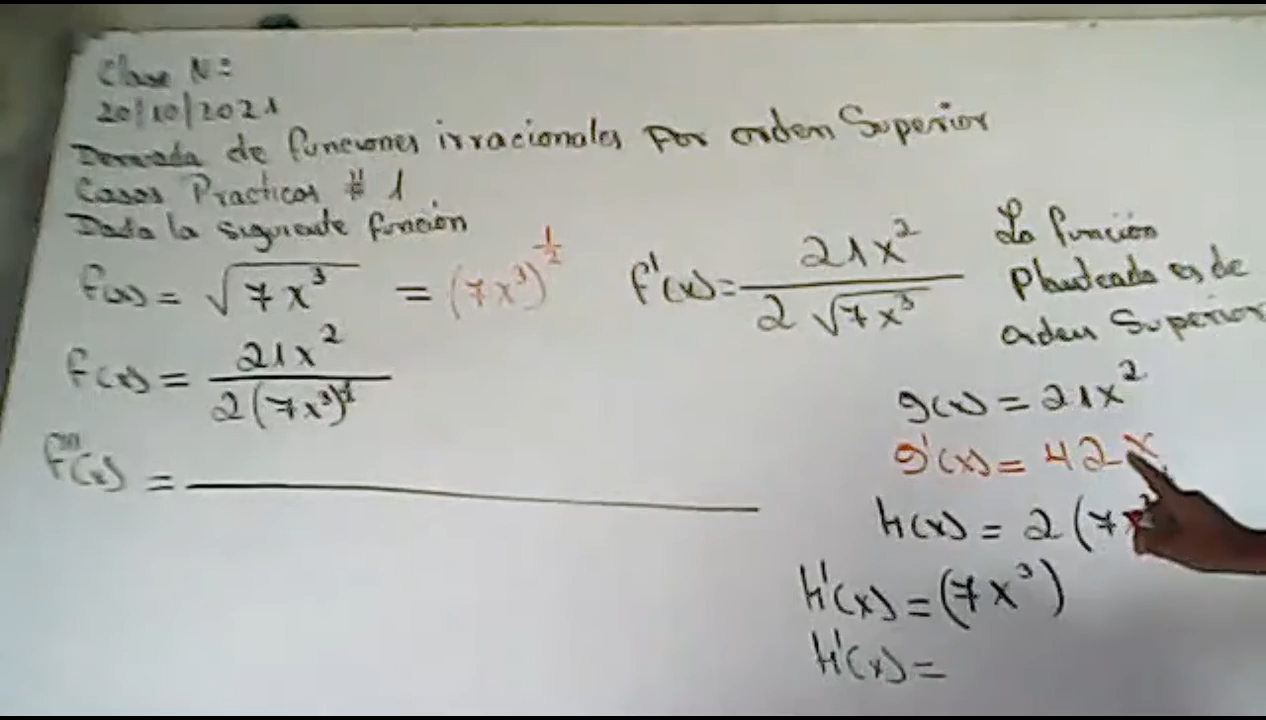 Clase N:
20/10/2021
Derivada de funciones irracionales Por orden Superior
Casos Practicos # 1
Dada la siguiente función
f(x) = √7x³ = (7x³)^1/2
f'(x) = 21x² / 2√7x³
La función
Planteada es de
orden Superior
f(x) = 21x² / 2(7x³)
g(x) = 21x²
g'(x) = 42x
f'''(x) =
h(x) = 2(7x
h'(x) = (7x³)
h'(x) =